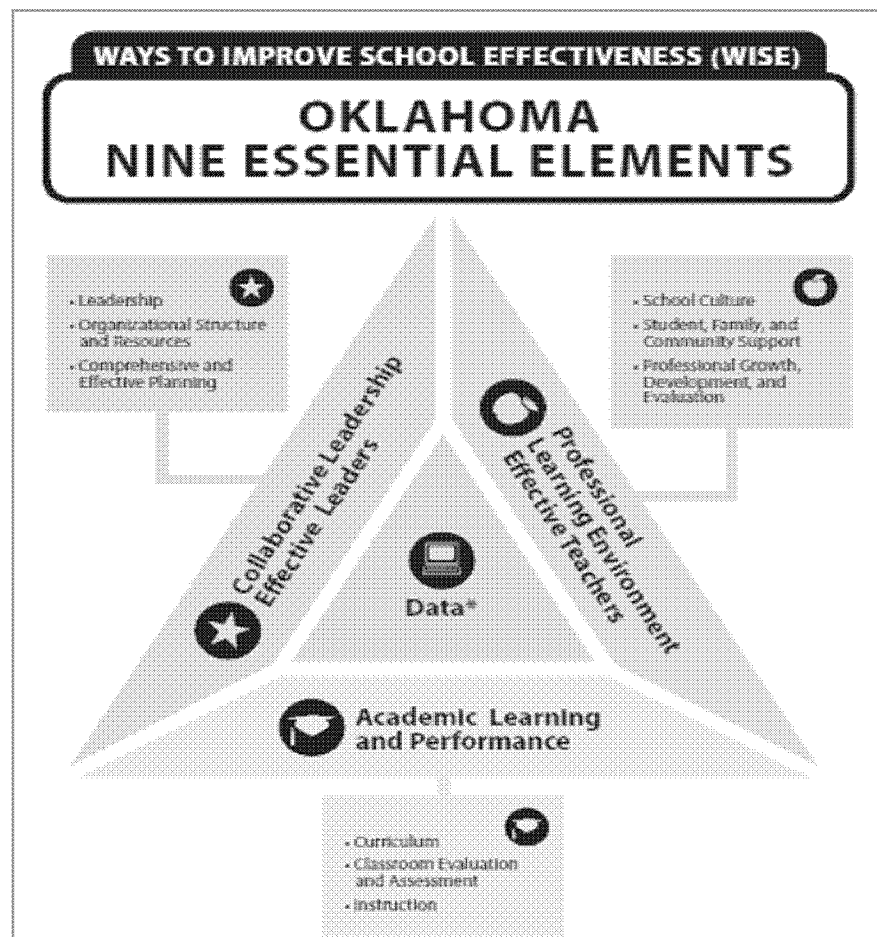 WAYS TO IMPROVE SCHOOL EFFECTIVENESS (WISE)
OKLAHOMA
NINE ESSENTIAL ELEMENTS
• Leadership
• Organizational Structure
and Resources
• Comprehensive and
Effective Planning
• School Culture
• Student, Family, and
Community Support
• Professional Growth,
Development, and
Evaluation
Collaborative Leadership
Effective Leaders
Professional
Learning Environment
Effective Teachers
Data*
Academic Learning
and Performance
• Curriculum
• Classroom Evaluation
and Assessment
• Instruction